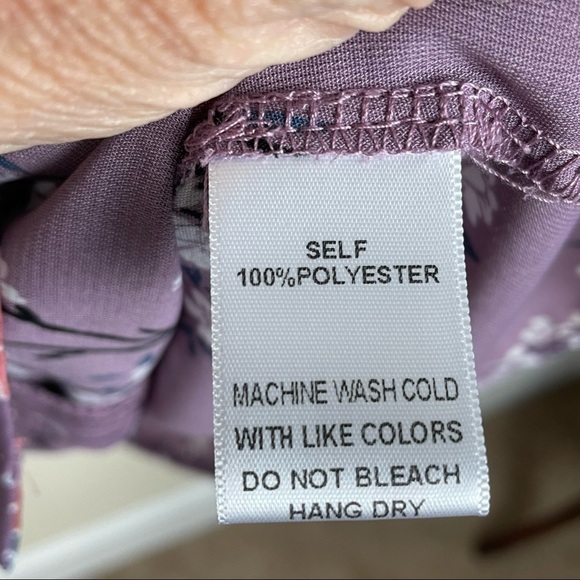 SELF
100%POLYESTER
MACHINE WASH COLD
WITH LIKE COLORS
DO NOT BLEACH
HANG DRY